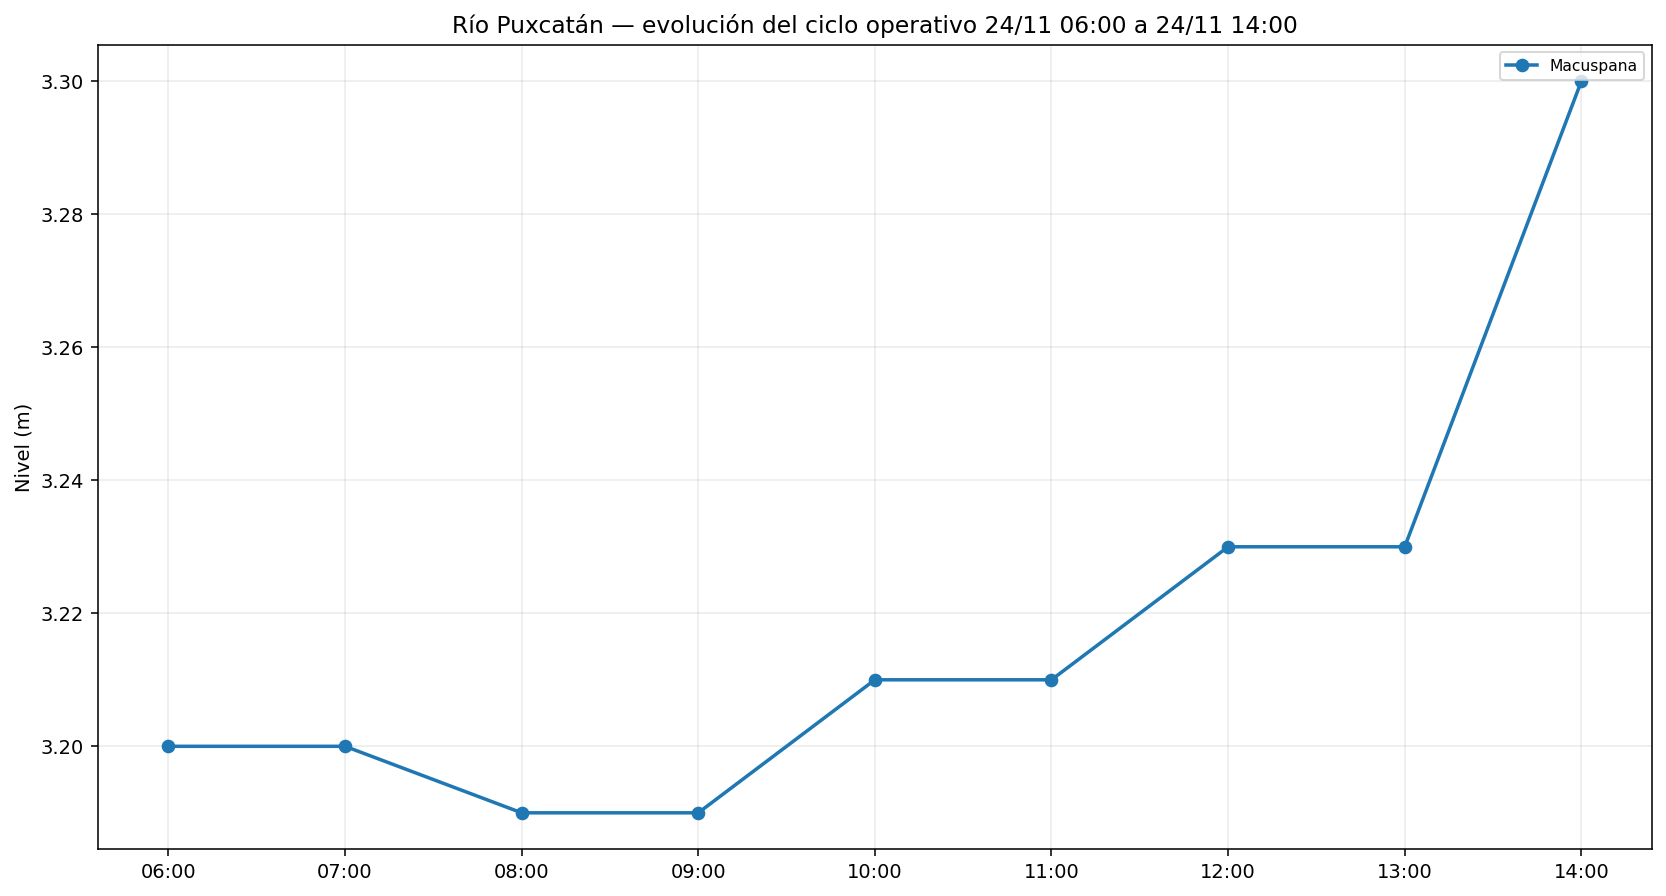 Río Puxcatán — evolución del ciclo operativo 24/11 06:00 a 24/11 14:00
Macuspana
Nivel (m)
3.30
3.28
3.26
3.24
3.22
3.20
06:00 07:00 08:00 09:00 10:00 11:00 12:00 13:00 14:00